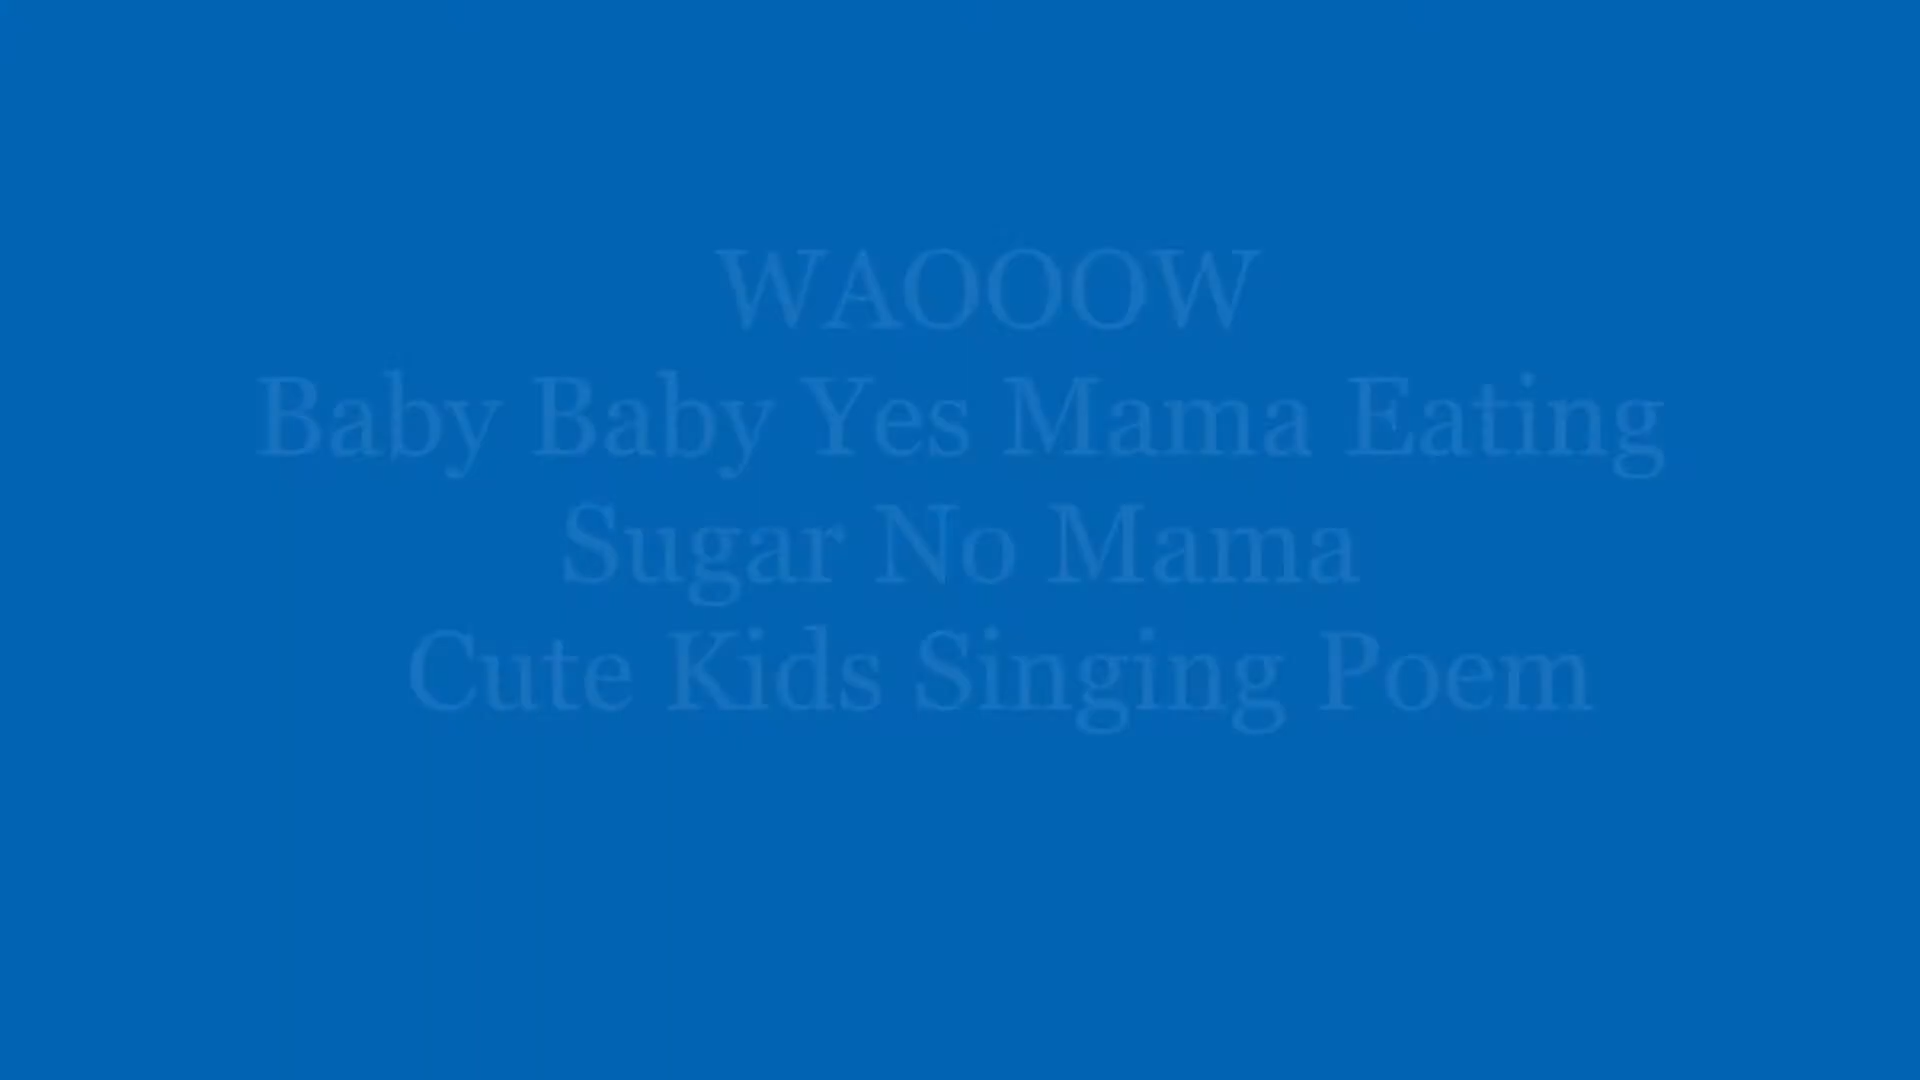 WAOOOW
Baby Baby Yes Mama Eating
Sugar No Mama
Cute Kids Singing Poem